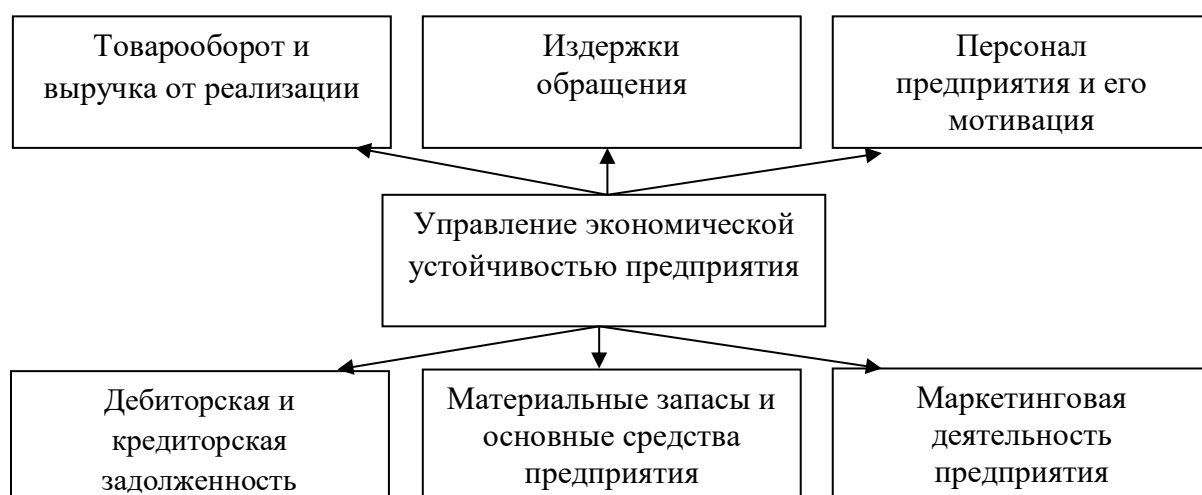 Товарооборот и
выручка от реализации
Издержки
обращения
Персонал
предприятия и его
мотивация
Управление экономической
устойчивостью предприятия
Дебиторская и
кредиторская
задолженность
Материальные запасы и
основные средства
предприятия
Маркетинговая
деятельность
предприятия